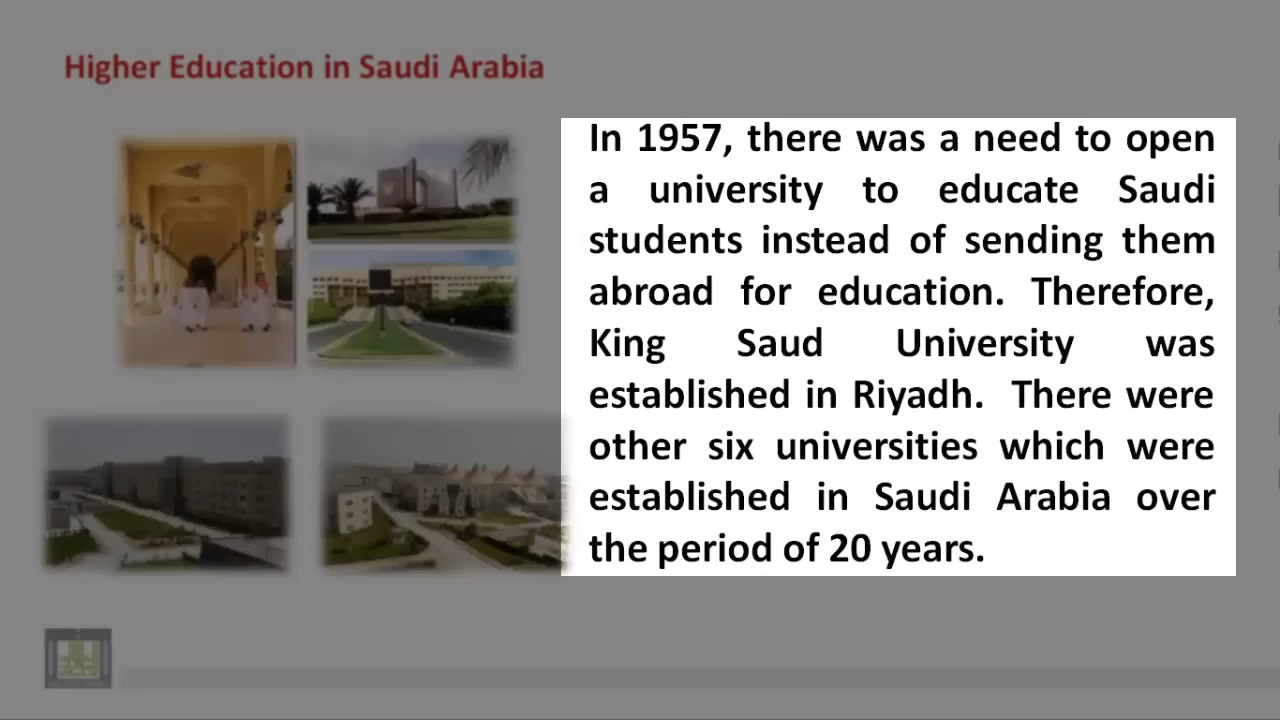 Higher Education in Saudi Arabia
In 1957, there was a need to open
a university to educate Saudi
students instead of sending them
abroad for education. Therefore,
King Saud University was
established in Riyadh. There were
other six universities which were
established in Saudi Arabia over
the period of 20 years.